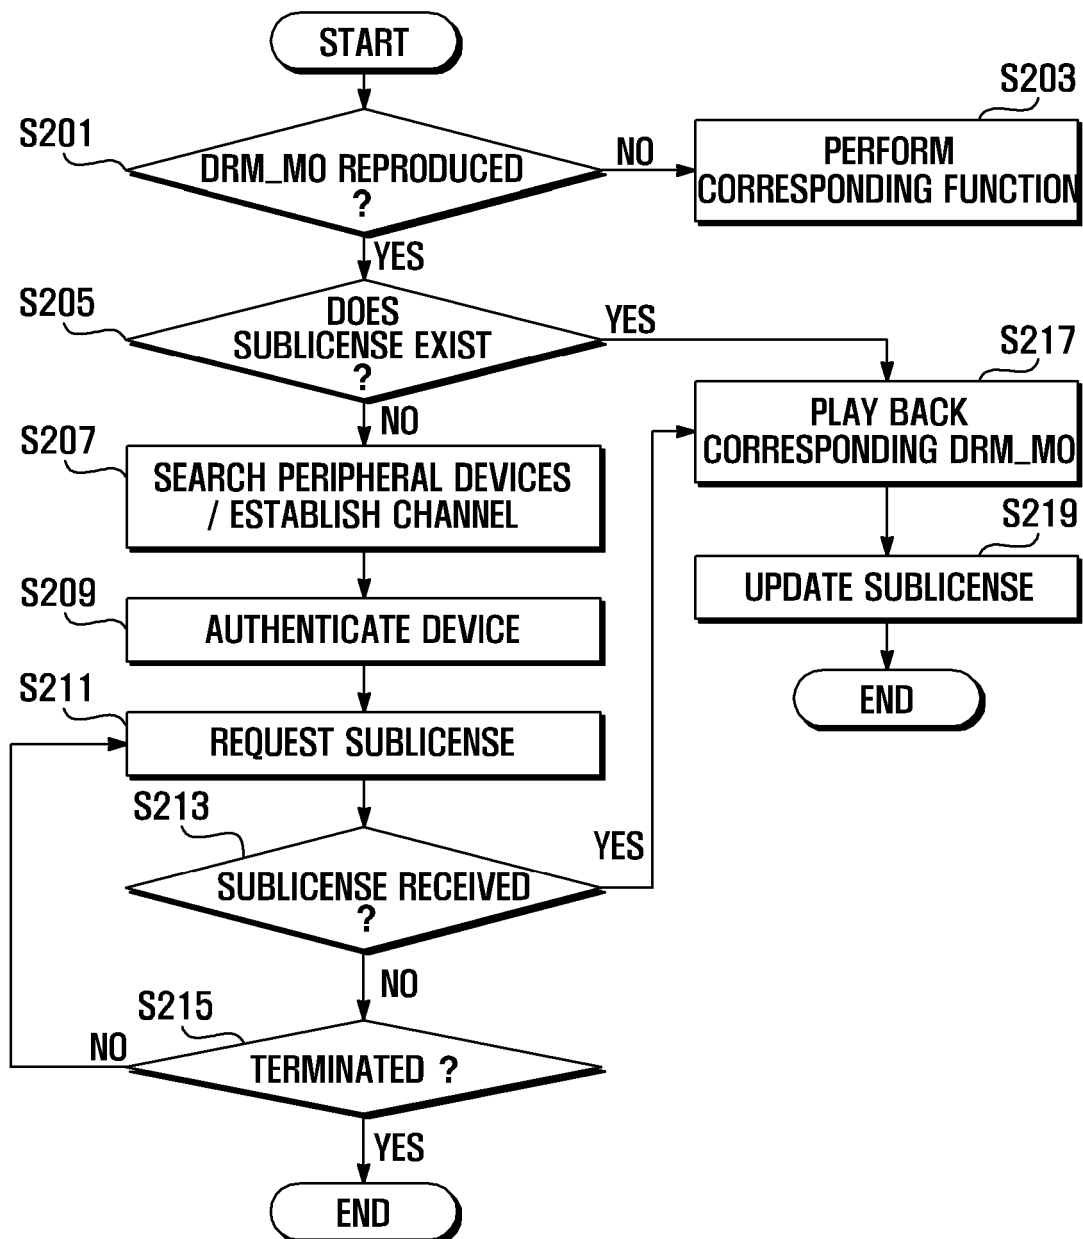 START
S201
DRM_MO REPRODUCED
?
NO
S203
PERFORM
CORRESPONDING FUNCTION
YES
S205
DOES
SUBLICENSE EXIST
?
YES
NO
S207
SEARCH PERIPHERAL DEVICES
/ ESTABLISH CHANNEL
S209
AUTHENTICATE DEVICE
S211
REQUEST SUBLICENSE
S213
SUBLICENSE RECEIVED
?
YES
NO
S215
TERMINATED ?
NO
YES
END
S217
PLAY BACK
CORRESPONDING DRM_MO
S219
UPDATE SUBLICENSE
END